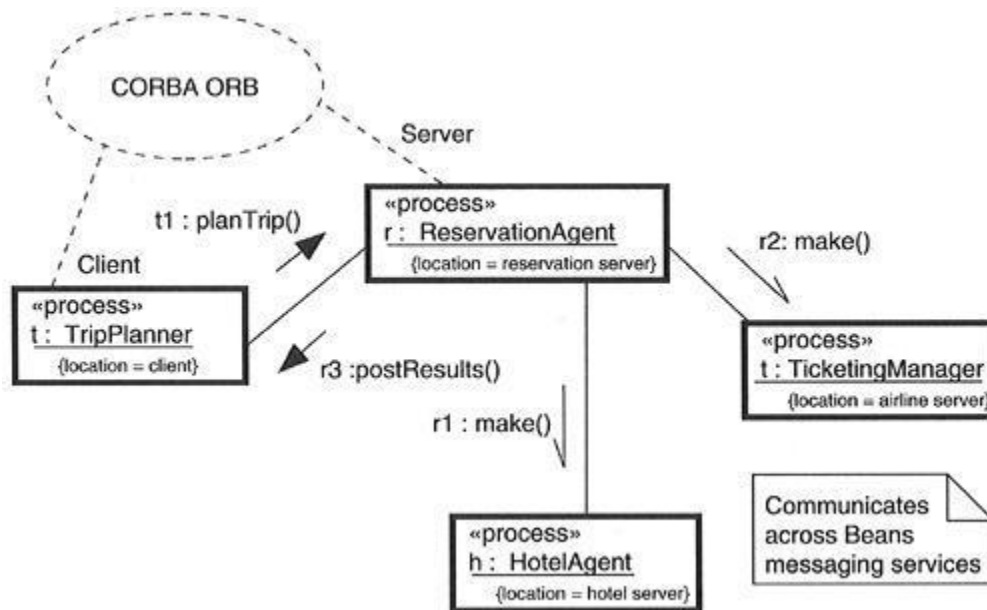 CORBA ORB
Server
«process»
r : ReservationAgent
{location = reservation server}
t1 : planTrip()
r2: make()
Client
«process»
t : TripPlanner
{location = client}
r3 :postResults()
«process»
t : TicketingManager
{location = airline server}
r1 : make()
«process»
h : HotelAgent
{location = hotel server}
Communicates
across Beans
messaging services